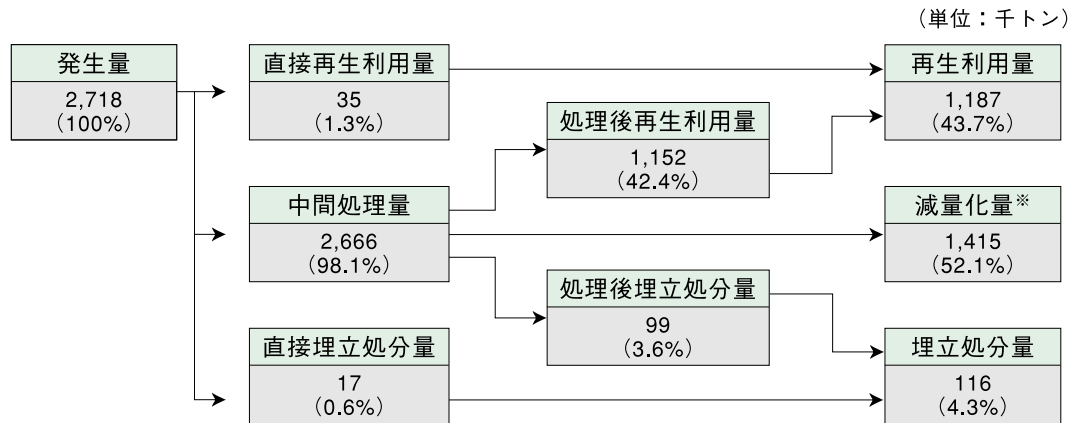 （単位：千トン）
発生量
2,718
（100%）
直接再生利用量
35
（1.3%）
再生利用量
1,187
（43.7%）
処理後再生利用量
1,152
（42.4%）
中間処理量
2,666
（98.1%）
減量化量※
1,415
（52.1%）
処理後埋立処分量
99
（3.6%）
直接埋立処分量
17
（0.6%）
埋立処分量
116
（4.3%）